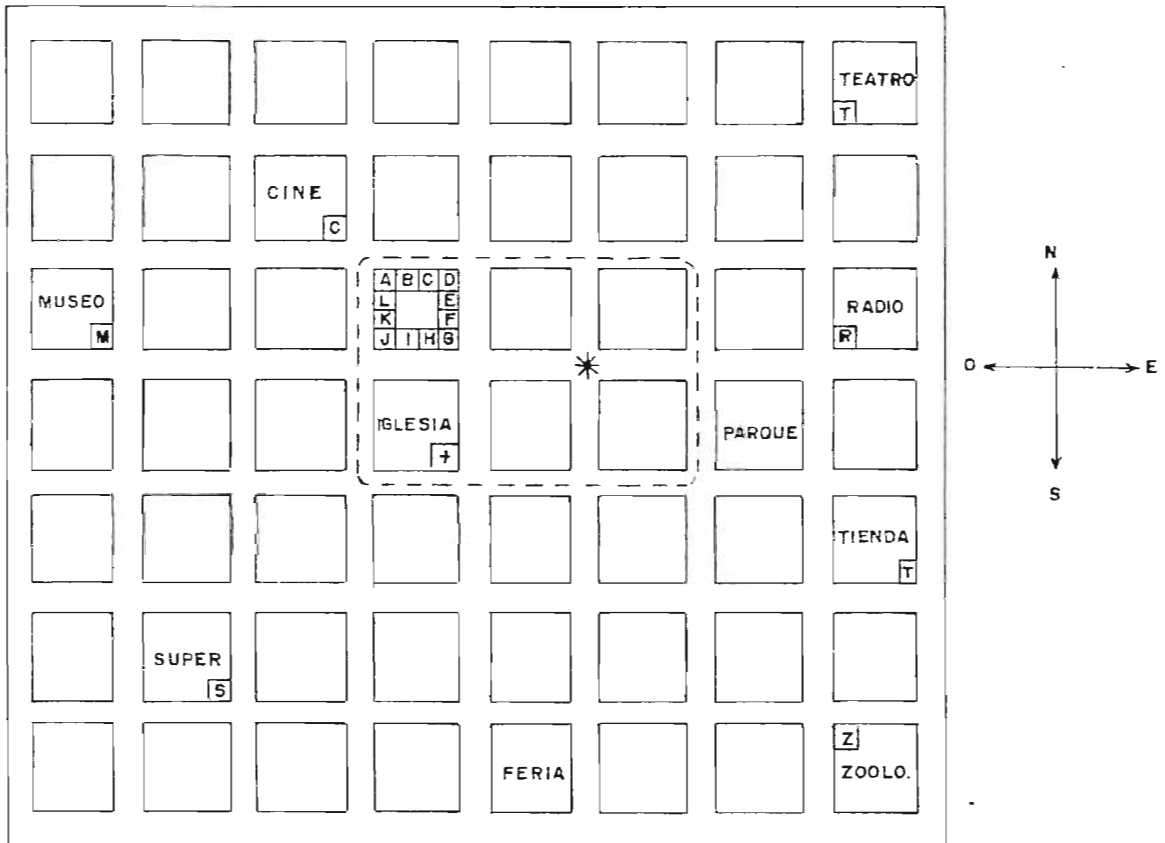 TEATRO
T
CINE
C
A B C D
L E
K F
J I H G
MUSEO
M
RADIO
R
N
O E
S
IGLESIA
PARQUE
TIENDA
T
SUPER
S
Z
FERIA
ZOOLO.